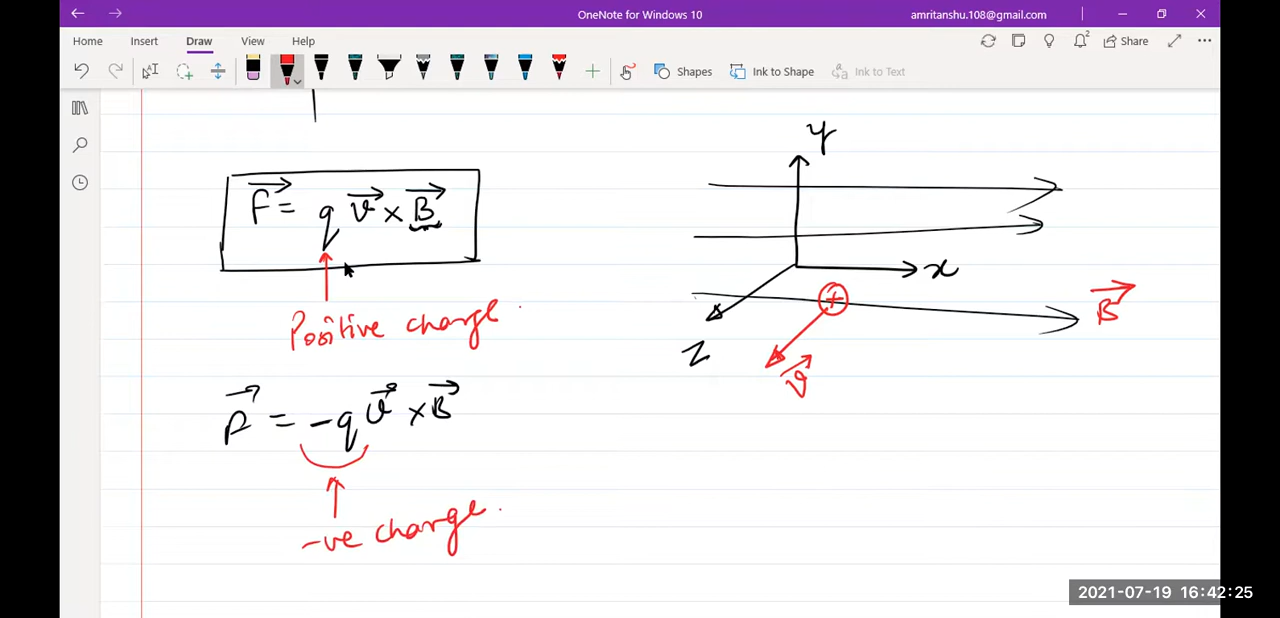 OneNote for Windows 10
amritanshu.108@gmail.com
Home Insert Draw View Help
2
Share
Shapes
Ink to Shape
Ink to Text
F = q v × B
Positive charge.
F = -q v × B
-ve charge.
y
x
z
+
v
B
2021-07-19 16:42:25